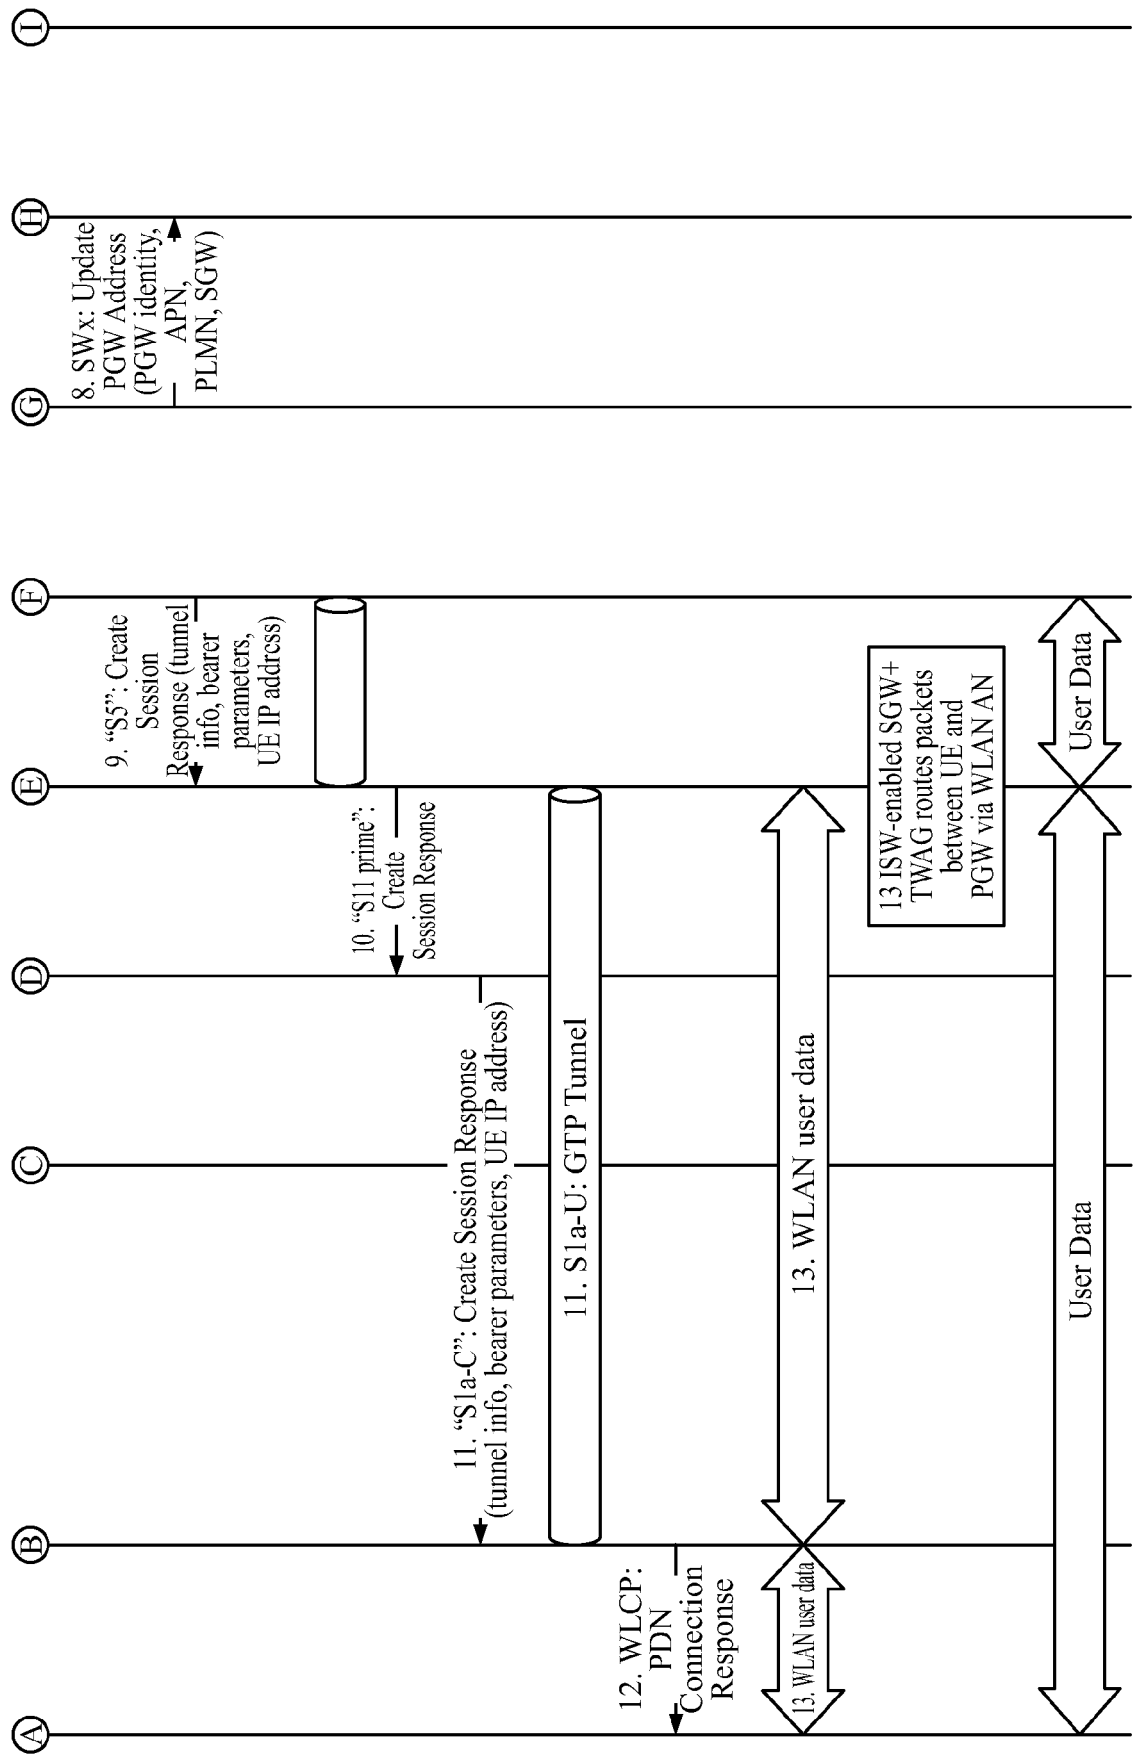 A
B
C
D
E
F
G
H
I
8. SWx: Update
PGW Address
(PGW identity,
APN,
PLMN, SGW)
9. “S5”: Create
Session
Response (tunnel
info, bearer
parameters,
UE IP address)
10. “S11 prime”:
Create
Session Response
11. “S1a-C”: Create Session Response
(tunnel info, bearer parameters, UE IP address)
11. S1a-U: GTP Tunnel
12. WLCP:
PDN
Connection
Response
13. WLAN user data
13. WLAN user data
13 ISW-enabled SGW+
TWAG routes packets
between UE and
PGW via WLAN AN
User Data
User Data